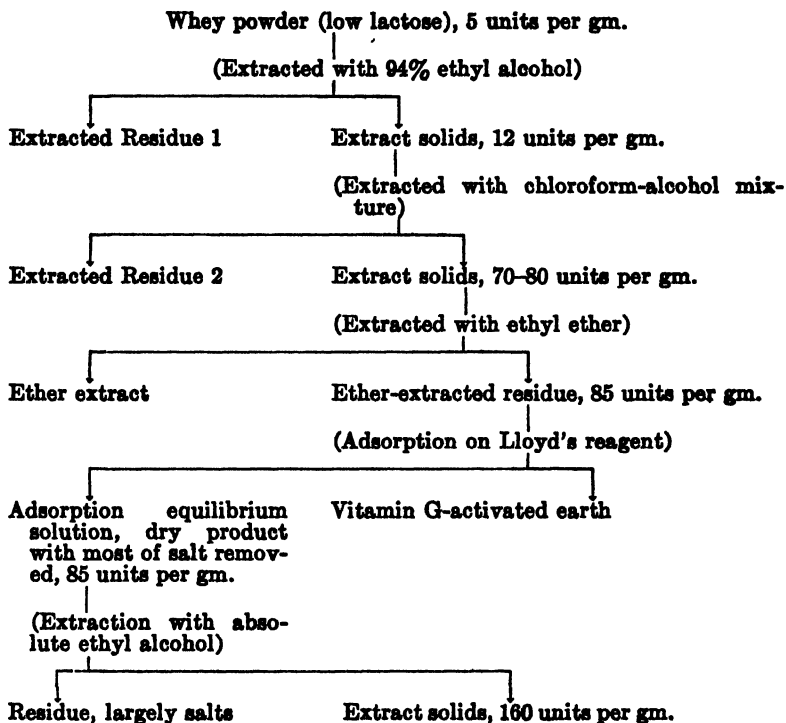 Whey powder (low lactose), 5 units per gm.
(Extracted with 94% ethyl alcohol)
Extracted Residue 1
Extract solids, 12 units per gm.
(Extracted with chloroform-alcohol mix-
ture)
Extracted Residue 2
Extract solids, 70–80 units per gm.
(Extracted with ethyl ether)
Ether extract
Ether-extracted residue, 85 units per gm.
(Adsorption on Lloyd's reagent)
Adsorption equilibrium
solution, dry product
with most of salt remov-
ed, 85 units per gm.
Vitamin G-activated earth
(Extraction with abso-
lute ethyl alcohol)
Residue, largely salts
Extract solids, 160 units per gm.